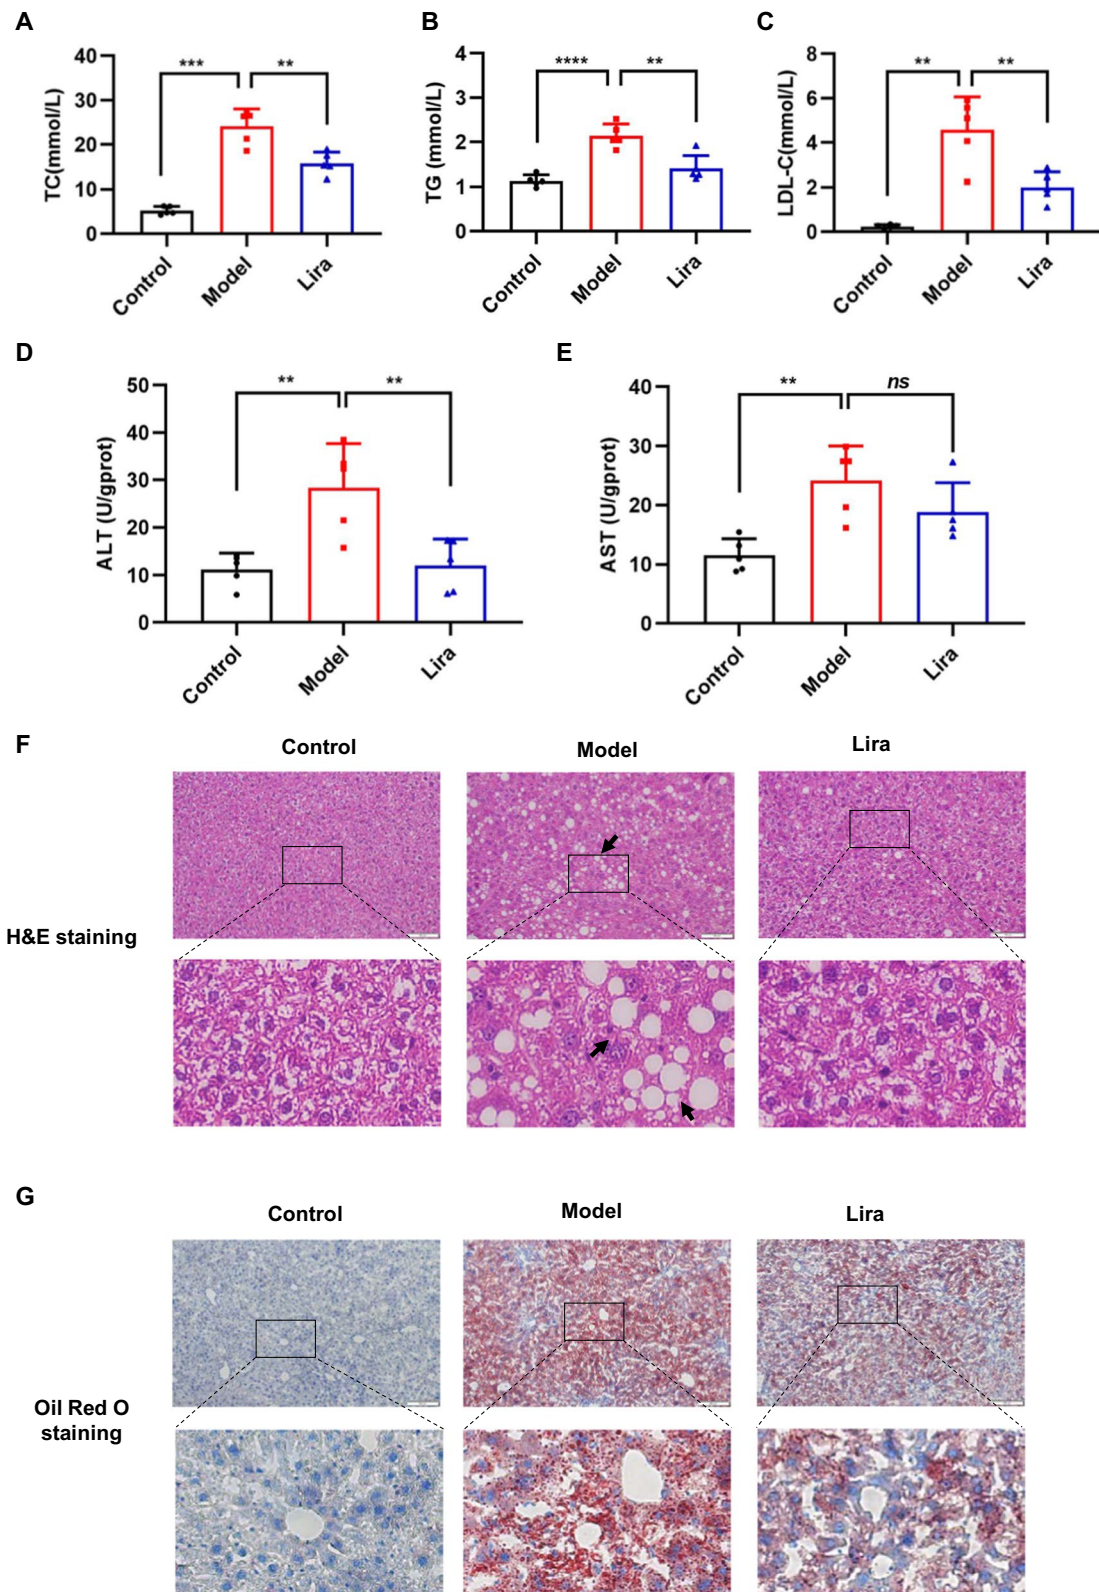 A
TC(mmol/L)
40
30
20
10
0
***
**
Control
Model
Lira
B
TG (mmol/L)
4
3
2
1
0
****
**
Control
Model
Lira
C
LDL-C(mmol/L)
8
6
4
2
0
**
**
Control
Model
Lira
D
ALT (U/gprot)
50
40
30
20
10
0
**
**
Control
Model
Lira
E
AST (U/gprot)
40
30
20
10
0
**
ns
Control
Model
Lira
F
Control
Model
Lira
H&E staining
G
Control
Model
Lira
Oil Red O
staining